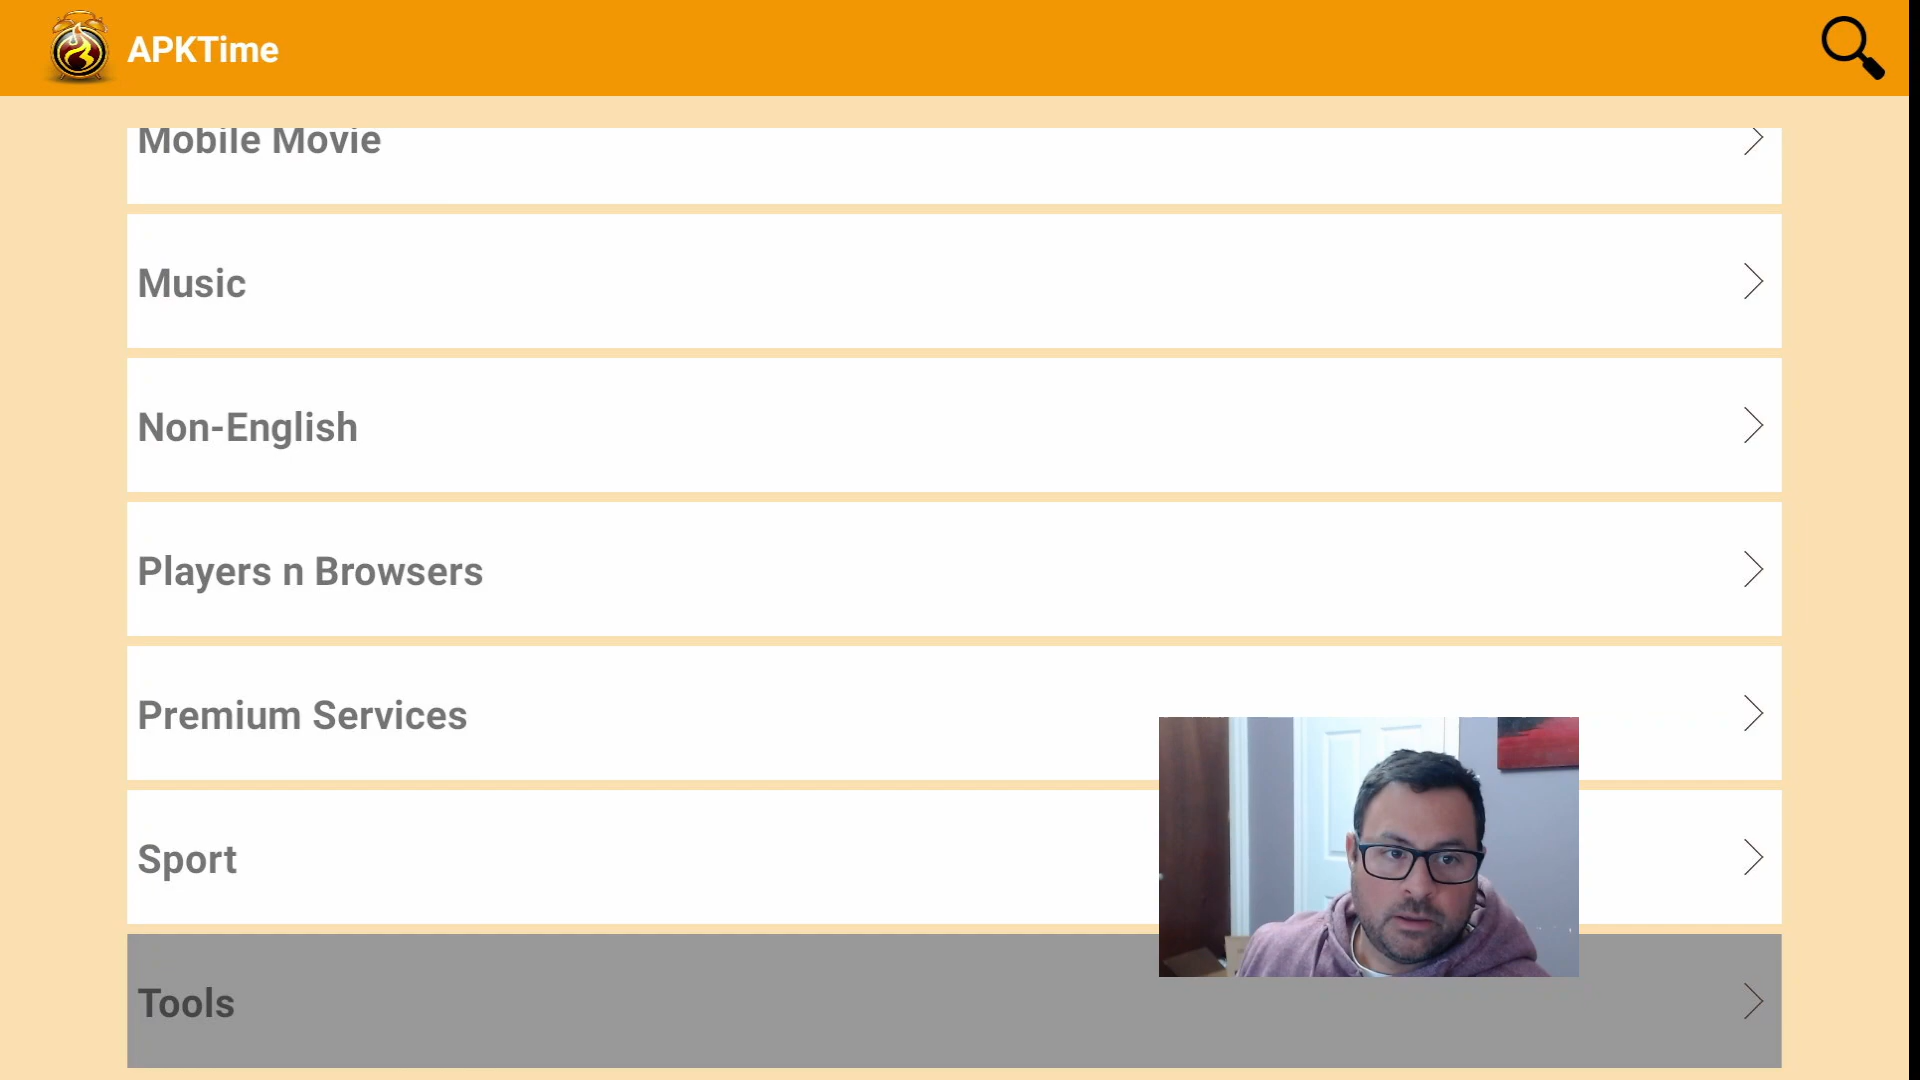 APKTime
Mobile Movie
Music
Non-English
Players n Browsers
Premium Services
Sport
Tools